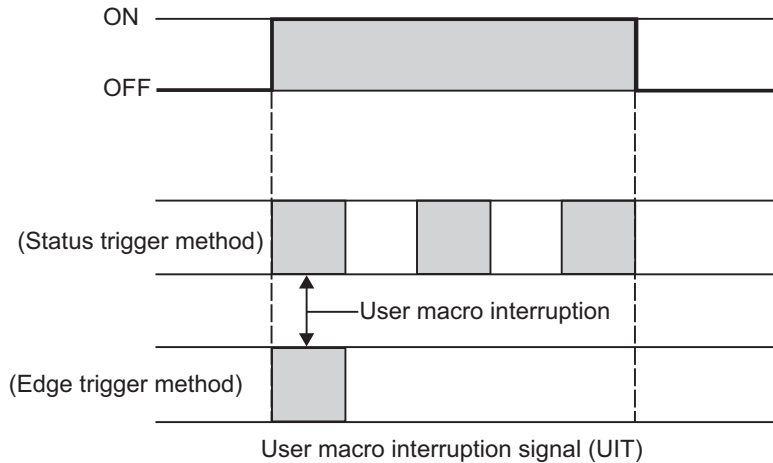 ON
OFF
(Status trigger method)
User macro interruption
(Edge trigger method)
User macro interruption signal (UIT)